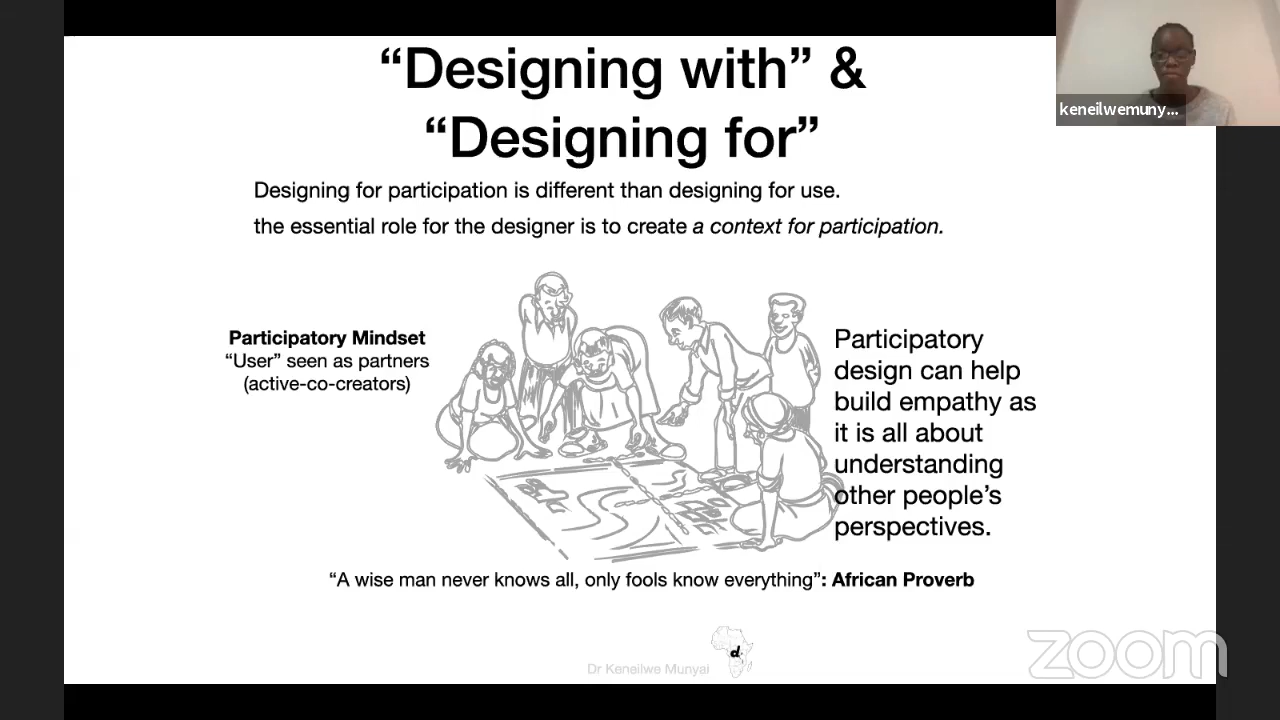 “Designing with” &
“Designing for”
Designing for participation is different than designing for use.
the essential role for the designer is to create a context for participation.
Participatory Mindset
“User” seen as partners
(active-co-creators)
Participatory
design can help
build empathy as
it is all about
understanding
other people’s
perspectives.
“A wise man never knows all, only fools know everything”: African Proverb
Dr Keneilwe Munyai
d.
keneilwemuny...
zoom